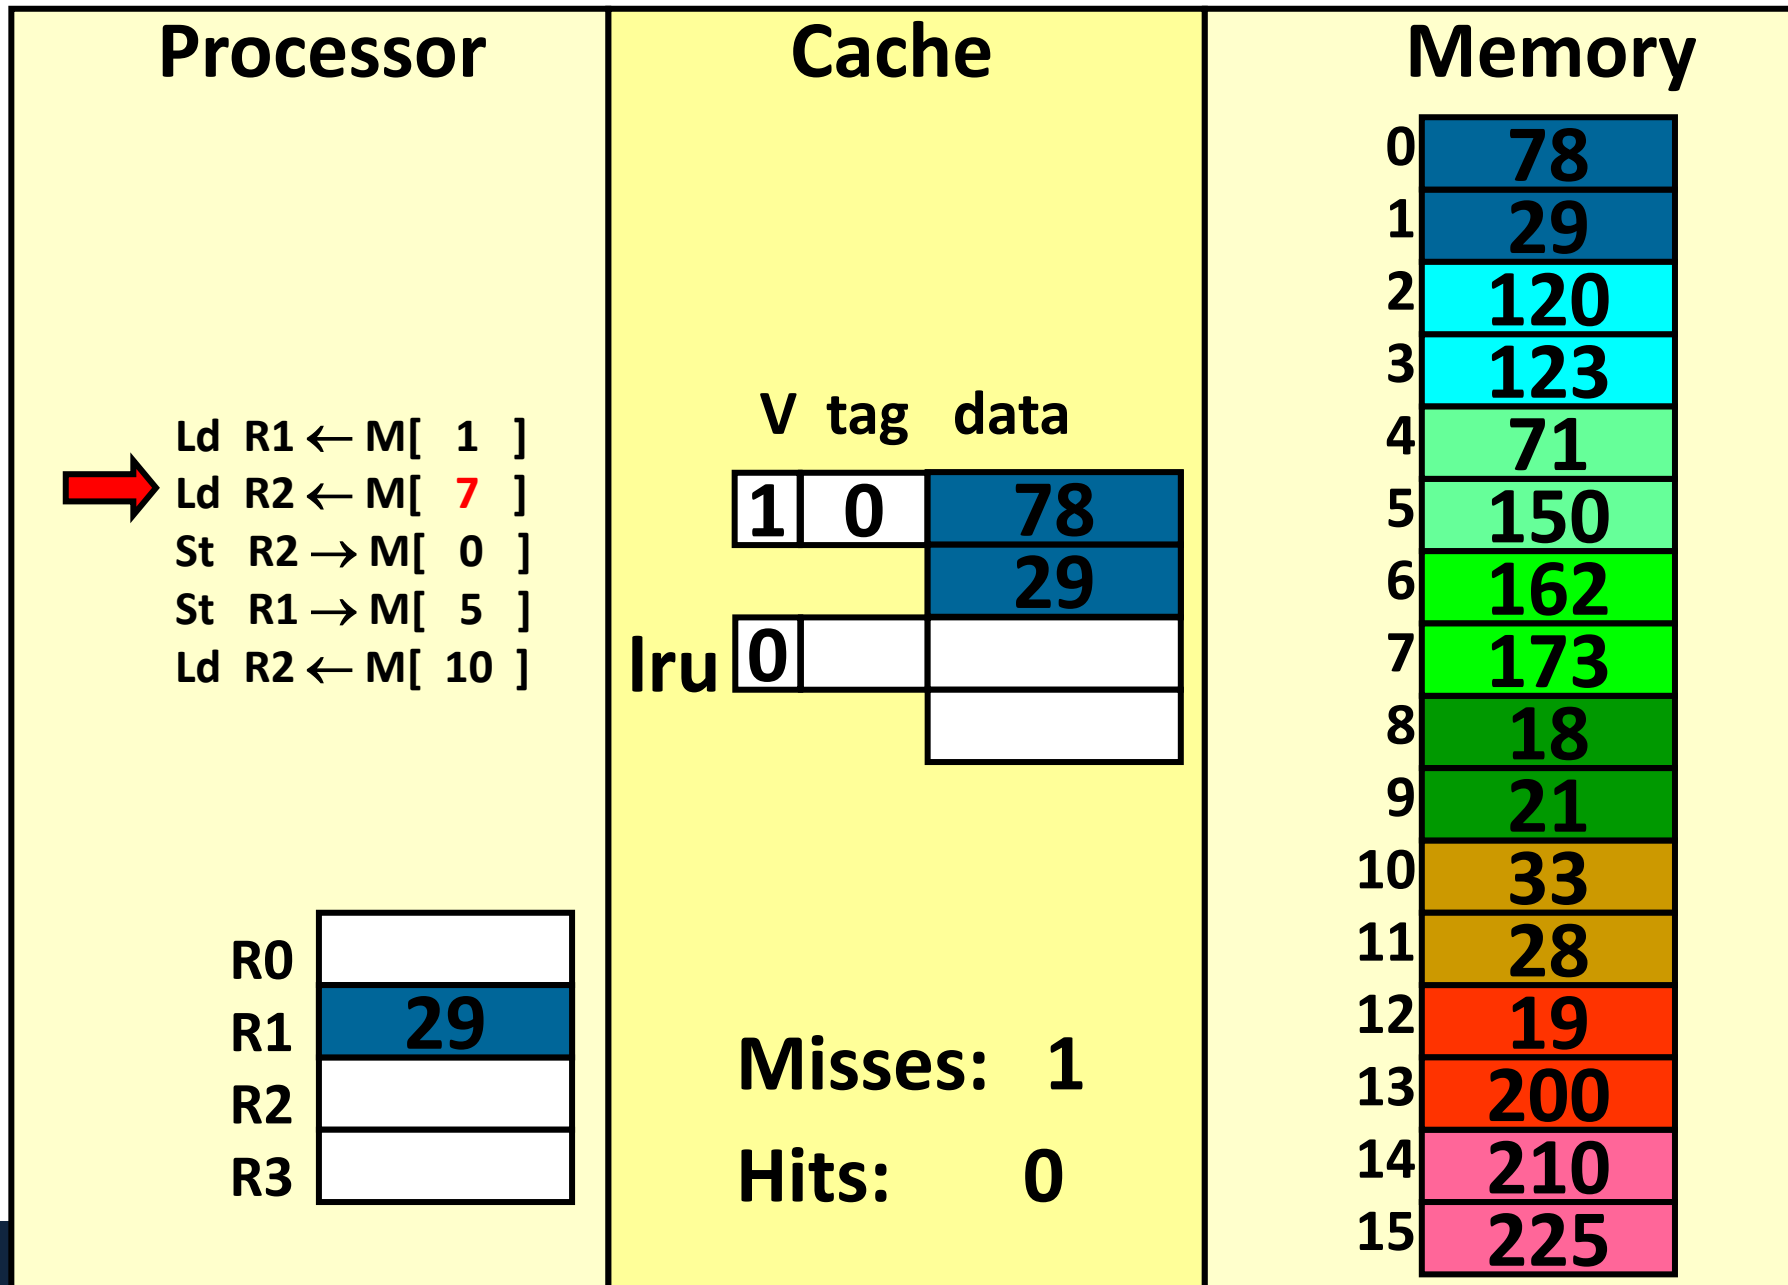 Processor
Ld R1 ← M[ 1 ]
Ld R2 ← M[ 7 ]
St R2 → M[ 0 ]
St R1 → M[ 5 ]
Ld R2 ← M[ 10 ]
R0
R1 29
R2
R3
Cache
V tag data
1 0 78
29
lru 0
Misses: 1
Hits: 0
Memory
0 78
1 29
2 120
3 123
4 71
5 150
6 162
7 173
8 18
9 21
10 33
11 28
12 19
13 200
14 210
15 225